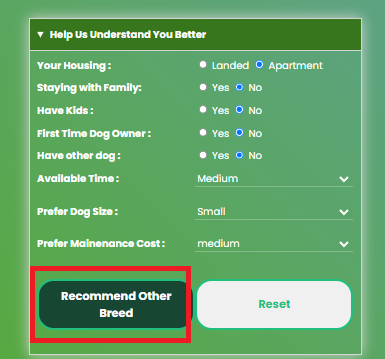 ▼ Help Us Understand You Better
Your Housing : Landed Apartment
Staying with Family: Yes No
Have Kids : Yes No
First Time Dog Owner : Yes No
Have other dog : Yes No
Available Time : Medium
Prefer Dog Size : Small
Prefer Mainenance Cost : medium
Recommend Other
Breed
Reset